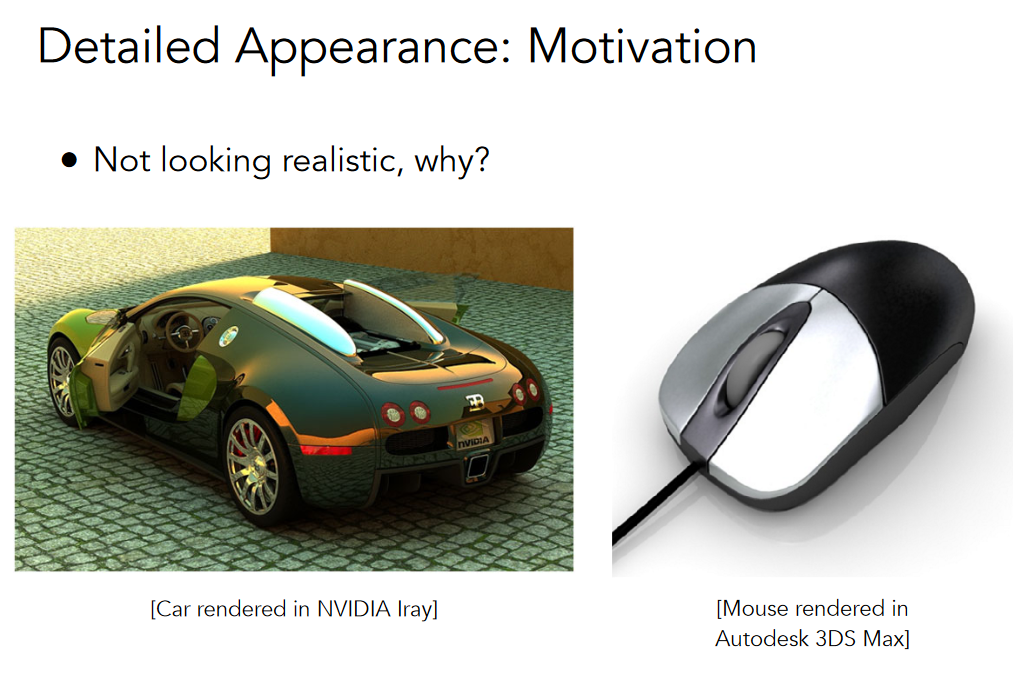 Detailed Appearance: Motivation
● Not looking realistic, why?
EB
NVIDIA
[Car rendered in NVIDIA Iray]
[Mouse rendered in
Autodesk 3DS Max]